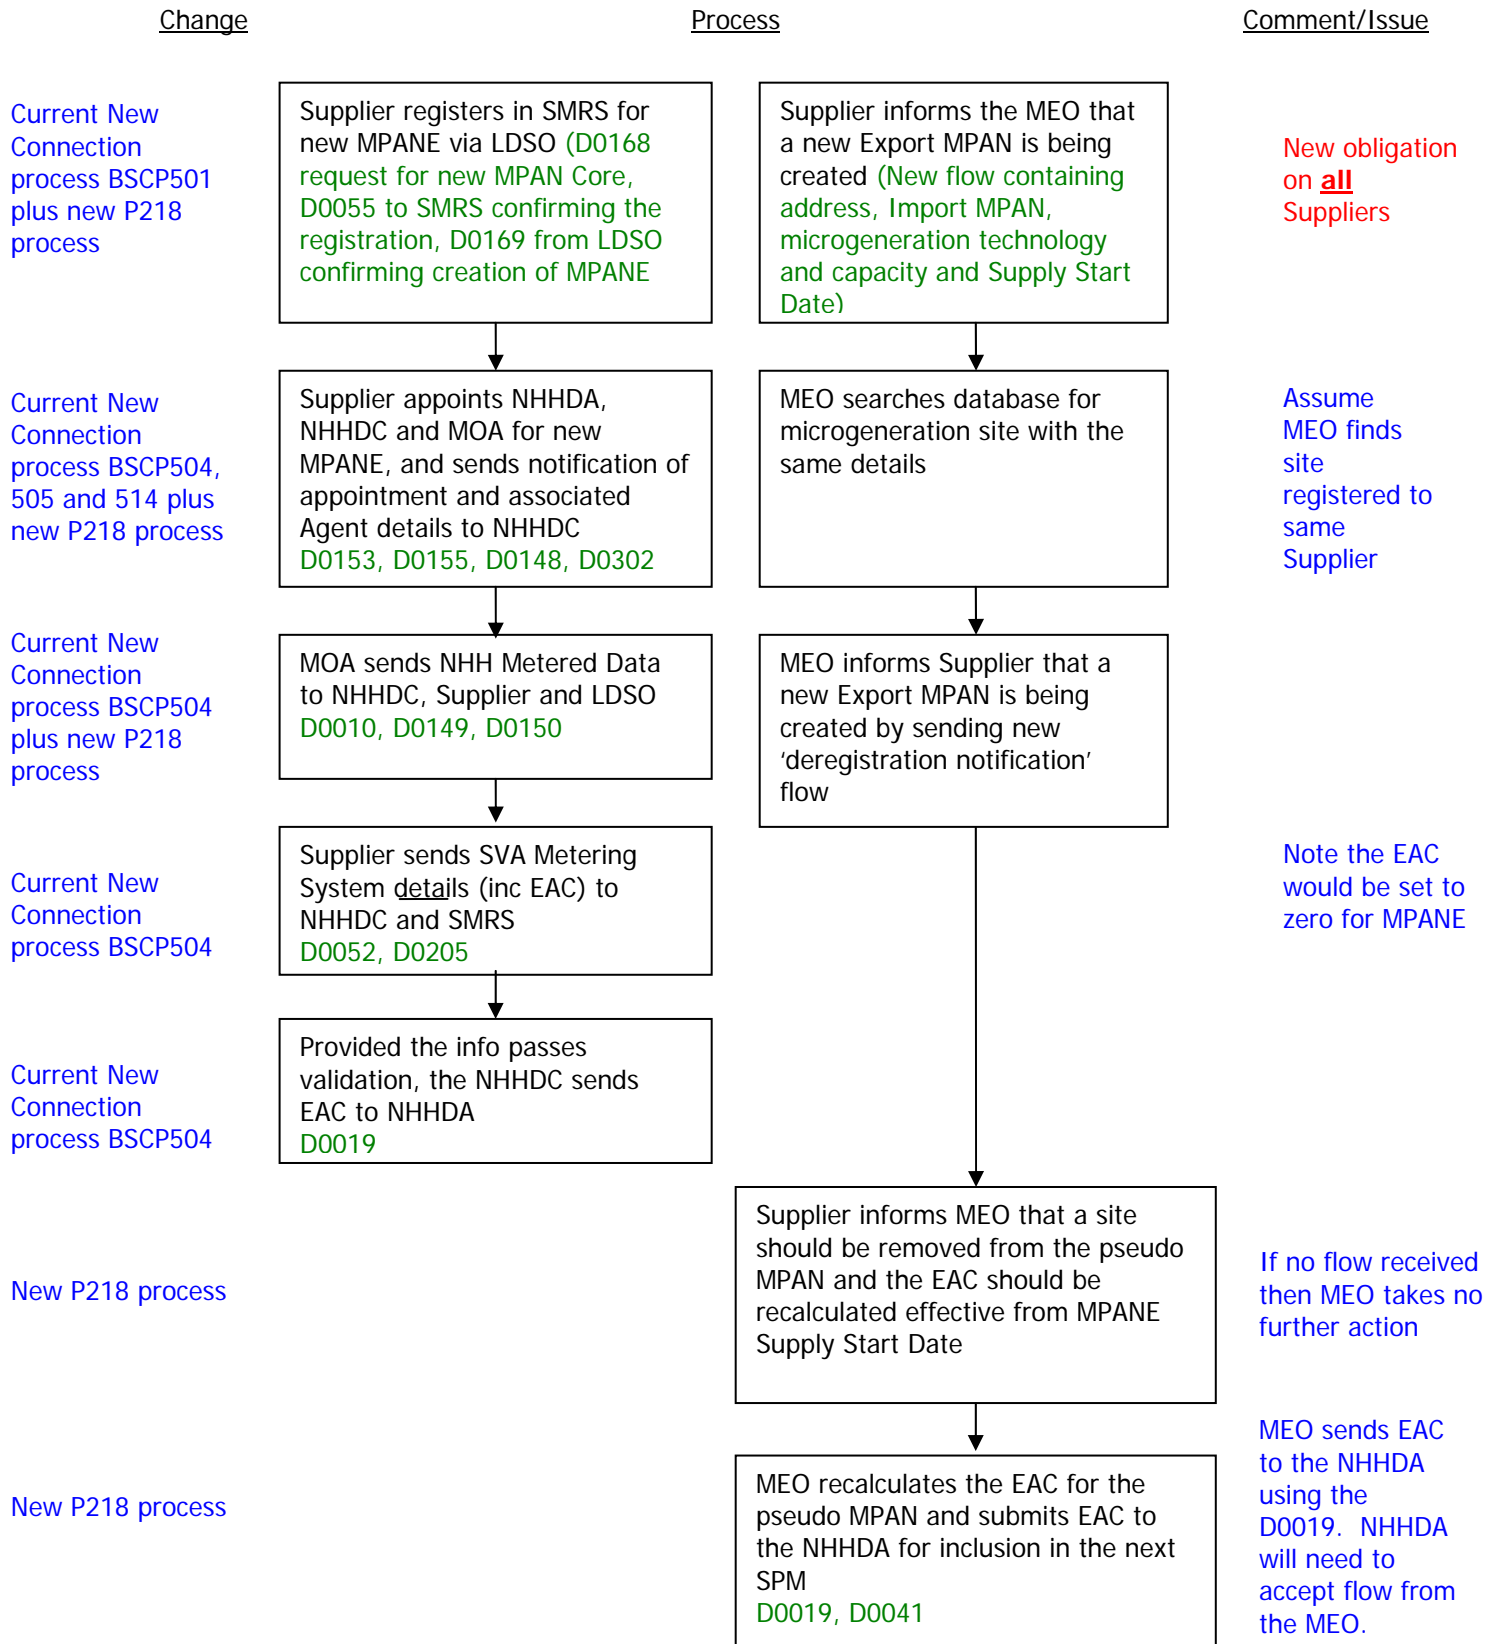 Change
Process
Comment/Issue
Current New
Connection
process BSCP501
plus new P218
process
Supplier registers in SMRS for
new MPANE via LDSO (D0168
request for new MPAN Core,
D0055 to SMRS confirming the
registration, D0169 from LDSO
confirming creation of MPANE
Supplier informs the MEO that
a new Export MPAN is being
created (New flow containing
address, Import MPAN,
microgeneration technology
and capacity and Supply Start
Date)
New obligation
on all
Suppliers
Current New
Connection
process BSCP504,
505 and 514 plus
new P218 process
Supplier appoints NHHDA,
NHHDC and MOA for new
MPANE, and sends notification of
appointment and associated
Agent details to NHHDC
D0153, D0155, D0148, D0302
MEO searches database for
microgeneration site with the
same details
Assume
MEO finds
site
registered to
same
Supplier
Current New
Connection
process BSCP504
plus new P218
process
MOA sends NHH Metered Data
to NHHDC, Supplier and LDSO
D0010, D0149, D0150
MEO informs Supplier that a
new Export MPAN is being
created by sending new
‘deregistration notification’
flow
Current New
Connection
process BSCP504
Supplier sends SVA Metering
System details (inc EAC) to
NHHDC and SMRS
D0052, D0205
Note the EAC
would be set to
zero for MPANE
Current New
Connection
process BSCP504
Provided the info passes
validation, the NHHDC sends
EAC to NHHDA
D0019
New P218 process
Supplier informs MEO that a site
should be removed from the pseudo
MPAN and the EAC should be
recalculated effective from MPANE
Supply Start Date
If no flow received
then MEO takes no
further action
New P218 process
MEO recalculates the EAC for the
pseudo MPAN and submits EAC to
the NHHDA for inclusion in the next
SPM
D0019, D0041
MEO sends EAC
to the NHHDA
using the
D0019. NHHDA
will need to
accept flow from
the MEO.